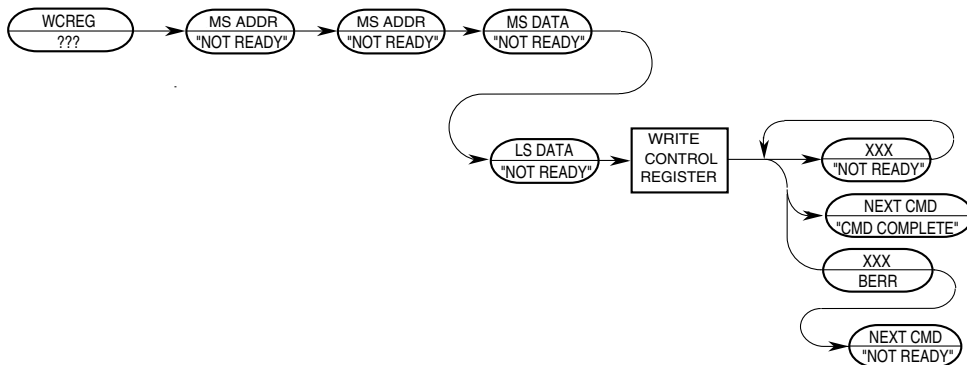 WCREG
???
MS ADDR
"NOT READY"
MS ADDR
"NOT READY"
MS DATA
"NOT READY"
LS DATA
"NOT READY"
WRITE
CONTROL
REGISTER
XXX
"NOT READY"
NEXT CMD
"CMD COMPLETE"
XXX
BERR
NEXT CMD
"NOT READY"